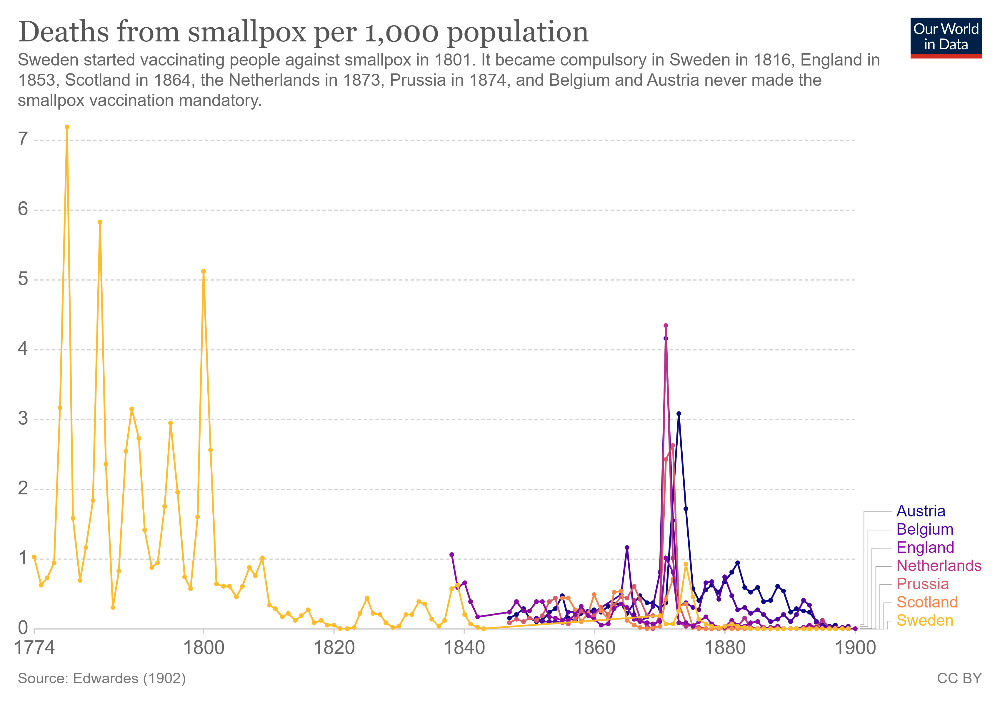 Deaths from smallpox per 1,000 population
Our World
in Data
Sweden started vaccinating people against smallpox in 1801. It became compulsory in Sweden in 1816, England in
1853, Scotland in 1864, the Netherlands in 1873, Prussia in 1874, and Belgium and Austria never made the
smallpox vaccination mandatory.
7
6
5
4
3
2
1
0
Austria
Belgium
England
Netherlands
Prussia
Scotland
Sweden
1774 1800 1820 1840 1860 1880 1900
Source: Edwardes (1902)
CC BY